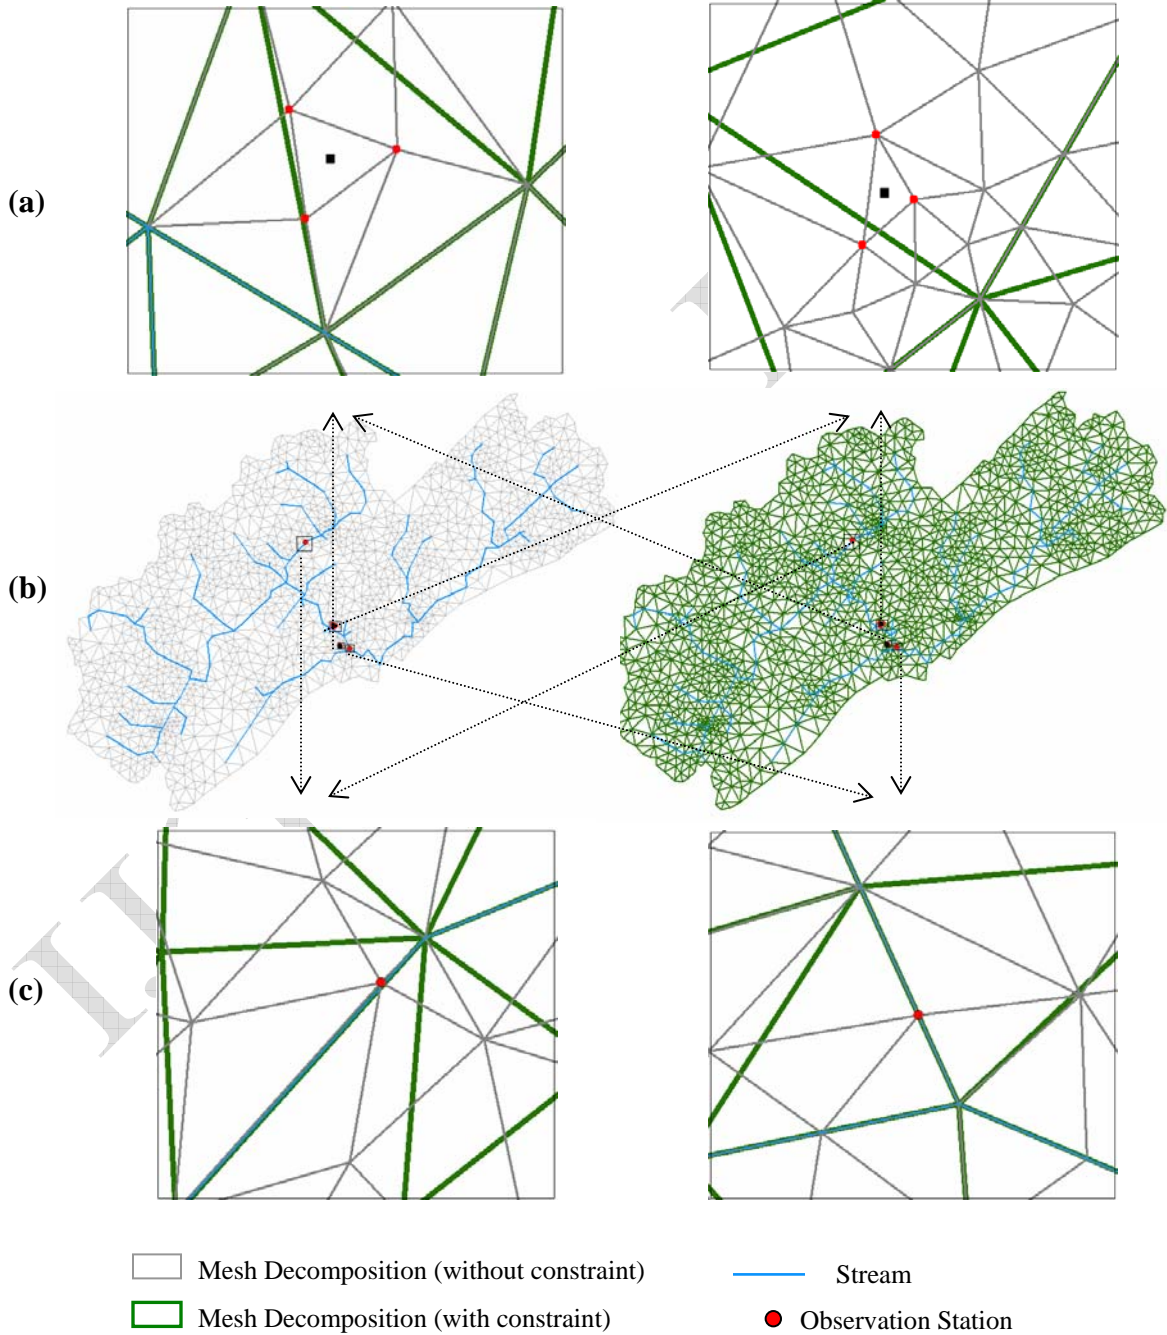 (a)
(b)
(c)
Mesh Decomposition (without constraint)
Stream
Mesh Decomposition (with constraint)
Observation Station